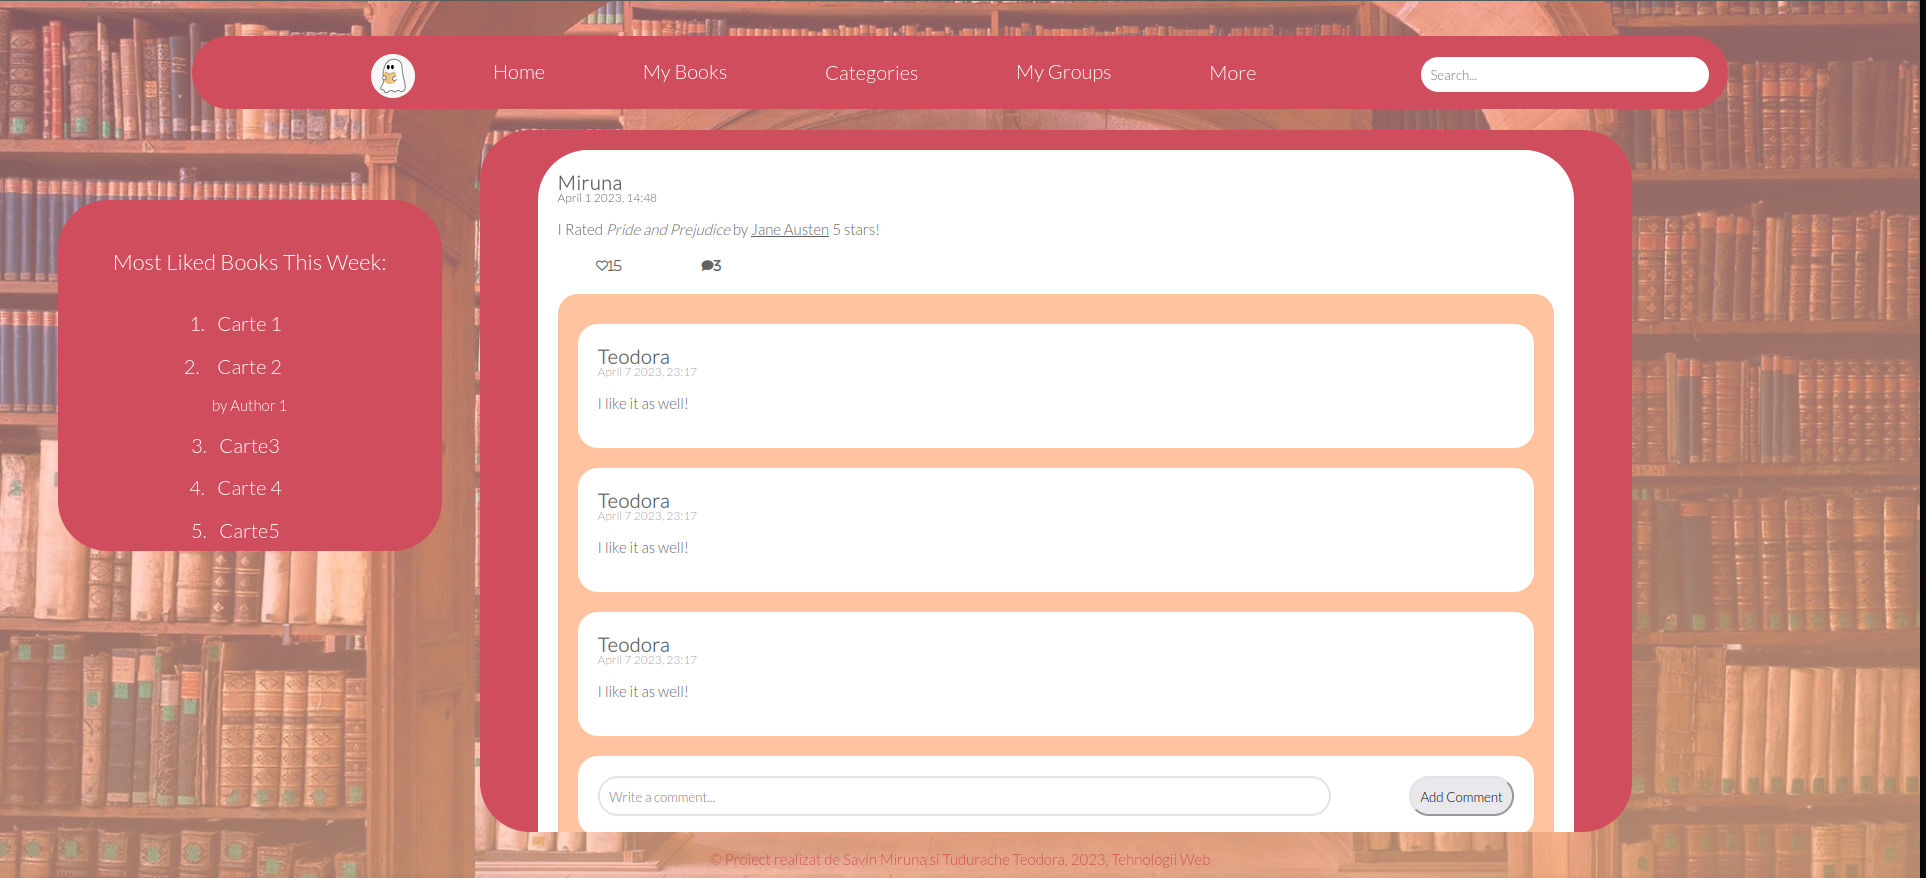 Home
My Books
Categories
My Groups
More
Search...
Most Liked Books This Week:
1. Carte 1
2. Carte 2
by Author 1
3. Carte3
4. Carte 4
5. Carte5
Miruna
April 1 2023, 14:48
I Rated Pride and Prejudice by Jane Austen 5 stars!
15
3
Teodora
April 7 2023, 23:17
I like it as well!
Teodora
April 7 2023, 23:17
I like it as well!
Teodora
April 7 2023, 23:17
I like it as well!
Write a comment...
Add Comment
© Proiect realizat de Savin Miruna si Tudurache Teodora, 2023, Tehnologii Web